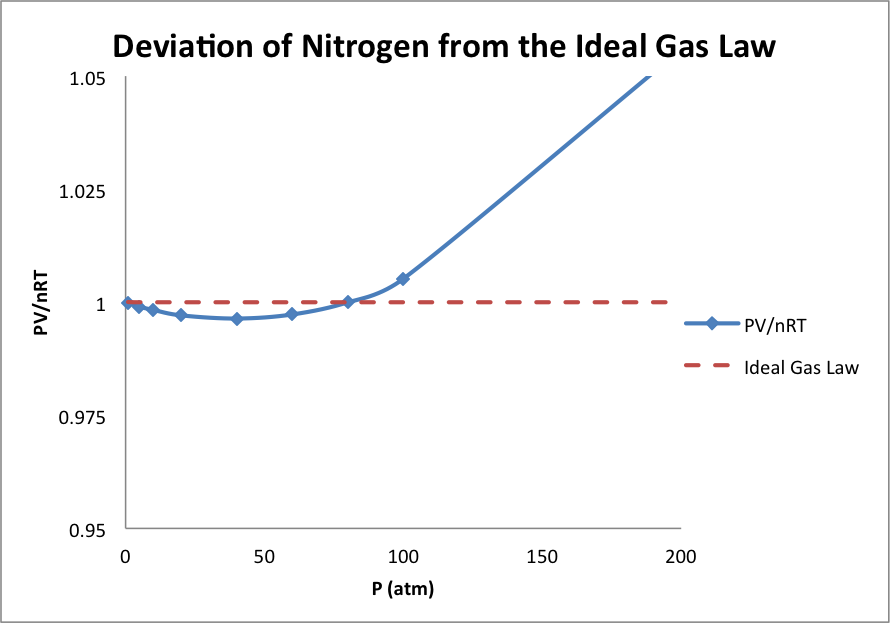 Deviation of Nitrogen from the Ideal Gas Law
1.05
1.025
1
0.975
0.95
PV/nRT
0
50
100
150
200
P (atm)
PV/nRT
Ideal Gas Law